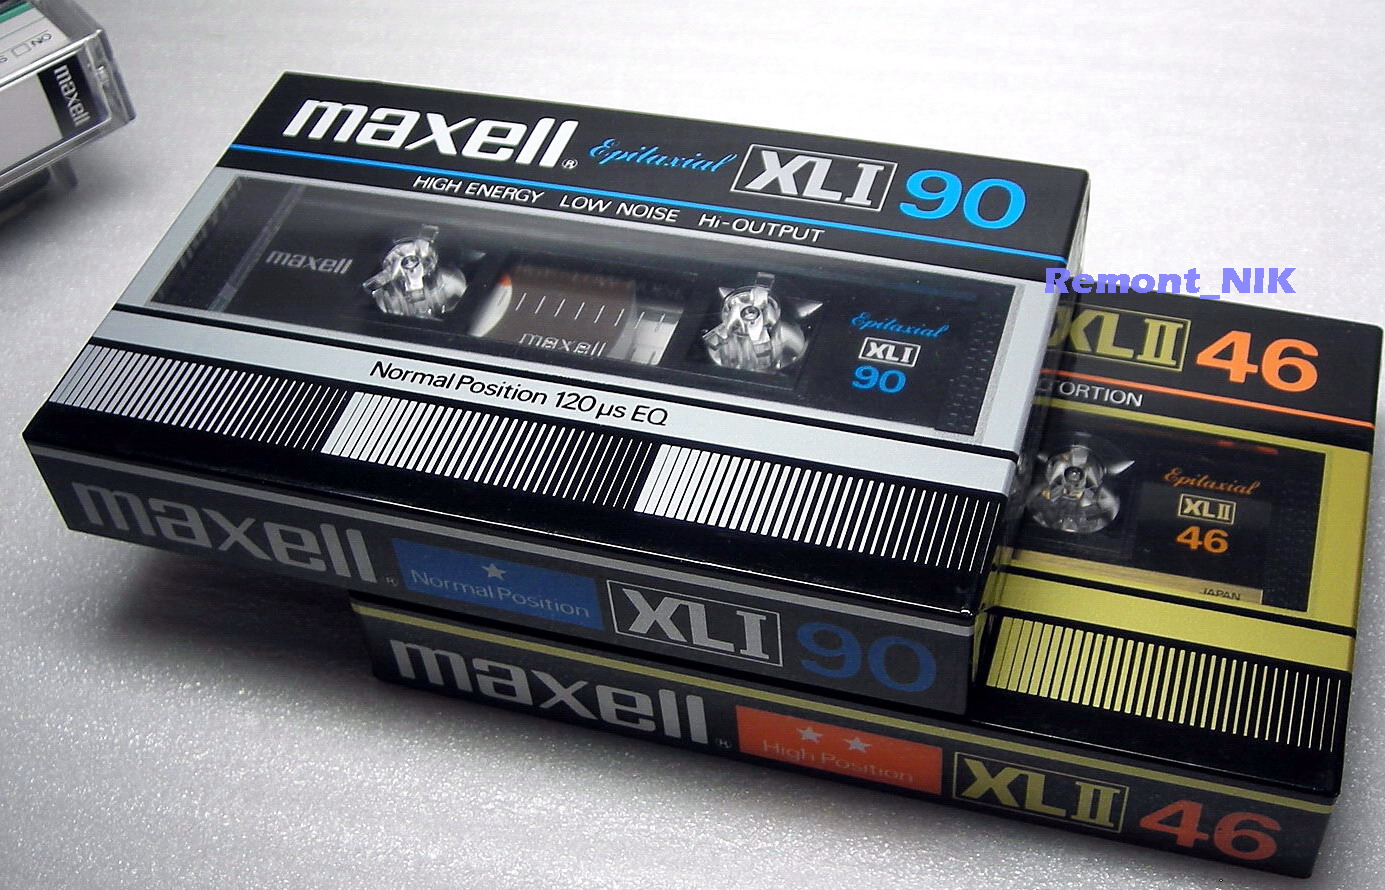 ON
maxell
maxell® Epitaxial XLI 90
HIGH ENERGY LOW NOISE Hi-OUTPUT
maxell
maxell
Epitaxial
XLI
90
Normal Position 120 µs EQ
maxell®
Normal Position
XLI 90
Remont_NIK
XLII 46
TORTION
Epitaxial
XLII
46
JAPAN
maxell®
High Position
XLII 46